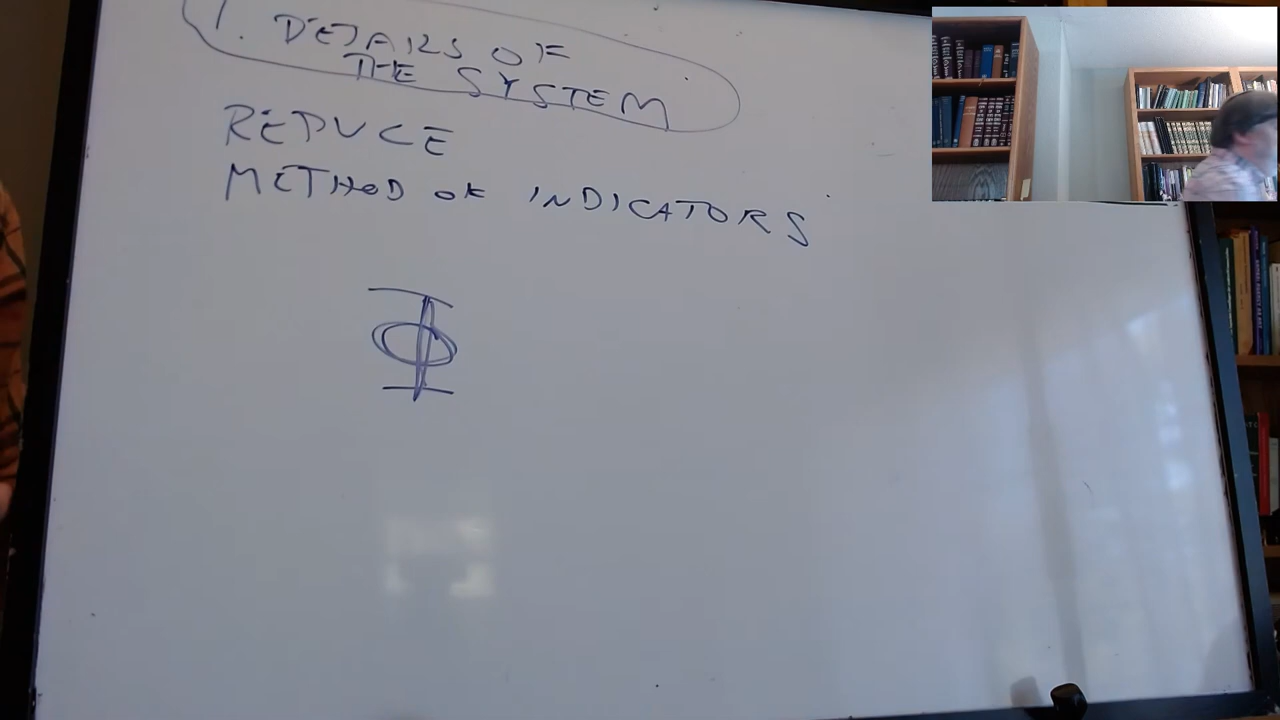 1. DETAILS OF
THE SYSTEM
REDUCE
METHOD OF INDICATORS
Φ